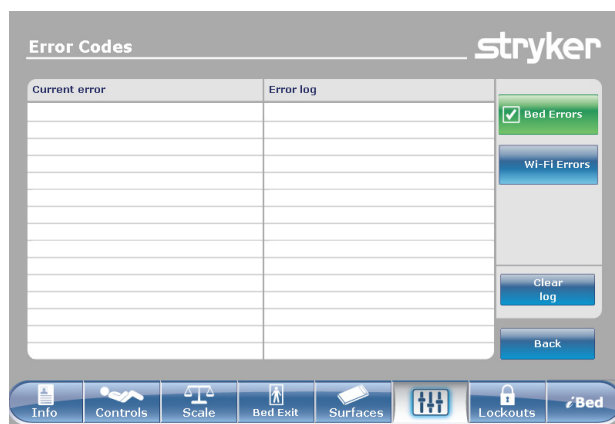 Error Codes
stryker
Current error
Error log
Bed Errors
Wi-Fi Errors
Clear
log
Back
Info
Controls
Scale
Bed Exit
Surfaces
Lockouts
iBed